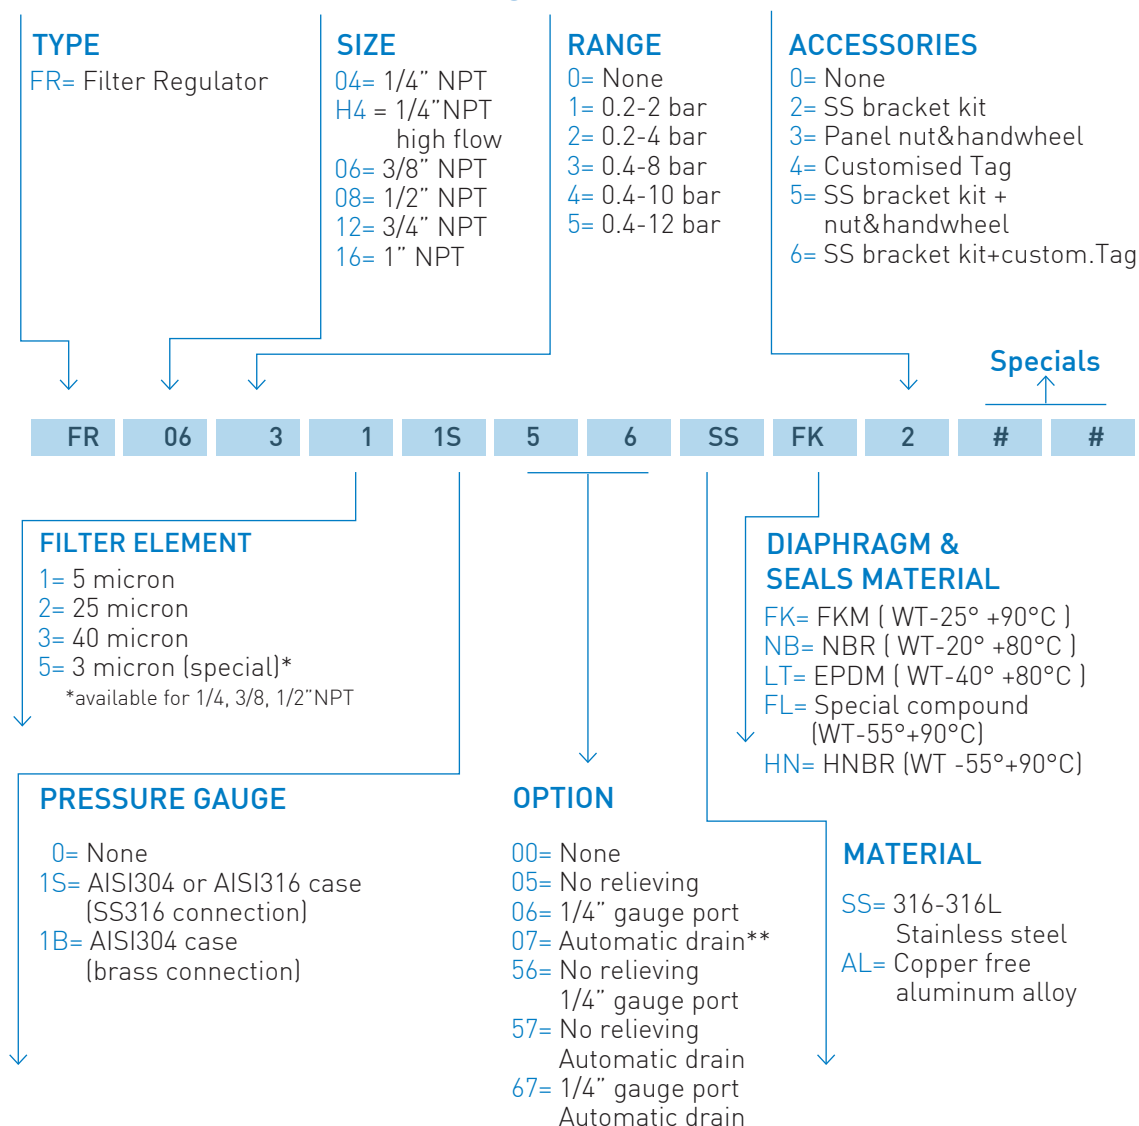 TYPE
FR= Filter Regulator
SIZE
04= 1/4” NPT
H4 = 1/4”NPT
high flow
06= 3/8” NPT
08= 1/2” NPT
12= 3/4” NPT
16= 1” NPT
RANGE
0= None
1= 0.2-2 bar
2= 0.2-4 bar
3= 0.4-8 bar
4= 0.4-10 bar
5= 0.4-12 bar
ACCESSORIES
0= None
2= SS bracket kit
3= Panel nut&handwheel
4= Customised Tag
5= SS bracket kit +
nut&handwheel
6= SS bracket kit+custom.Tag
Specials
FR 06 3 1 1S 5 6 SS FK 2 # #
FILTER ELEMENT
1= 5 micron
2= 25 micron
3= 40 micron
5= 3 micron (special)*
*available for 1/4, 3/8, 1/2”NPT
DIAPHRAGM &
SEALS MATERIAL
FK= FKM ( WT-25° +90°C )
NB= NBR ( WT-20° +80°C )
LT= EPDM ( WT-40° +80°C )
FL= Special compound
(WT-55°+90°C)
HN= HNBR (WT -55°+90°C)
PRESSURE GAUGE
0= None
1S= AISI304 or AISI316 case
(SS316 connection)
1B= AISI304 case
(brass connection)
OPTION
00= None
05= No relieving
06= 1/4” gauge port
07= Automatic drain**
56= No relieving
1/4” gauge port
57= No relieving
Automatic drain
67= 1/4” gauge port
Automatic drain
MATERIAL
SS= 316-316L
Stainless steel
AL= Copper free
aluminum alloy